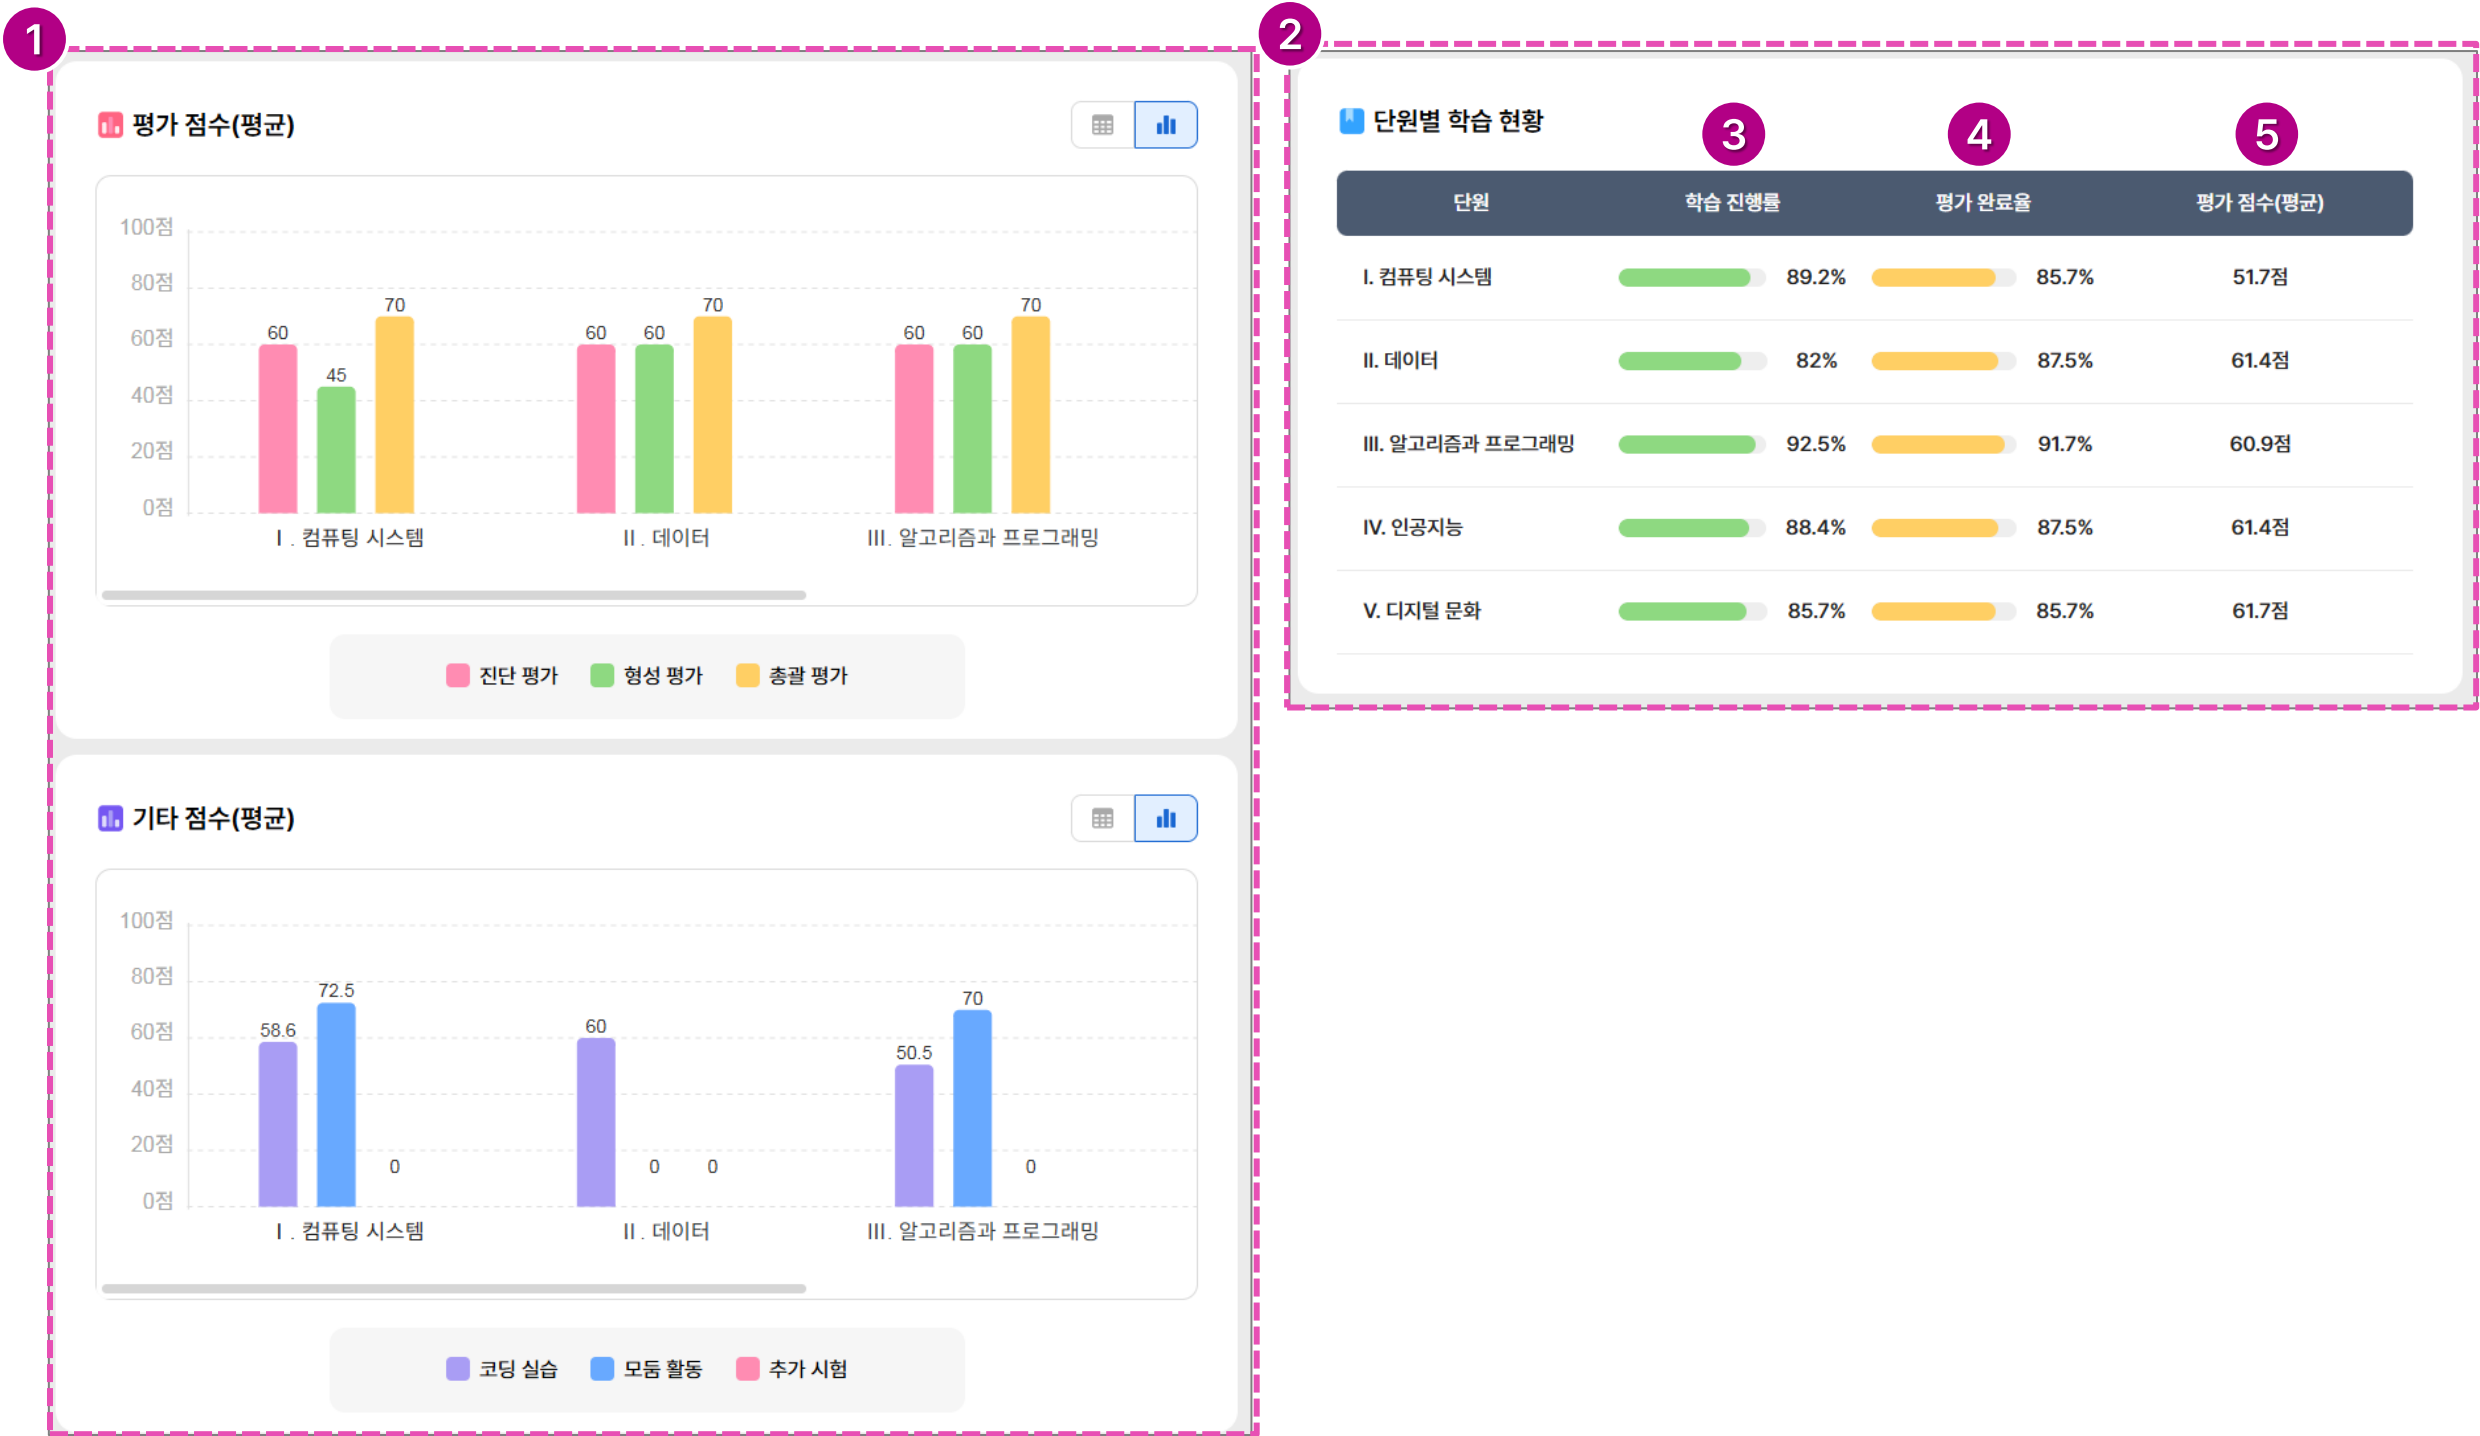 1
평가 점수(평균)
100점
80점
60점
40점
20점
0점
60 45 70
60 60 70
60 60 70
Ⅰ. 컴퓨팅 시스템
Ⅱ. 데이터
Ⅲ. 알고리즘과 프로그래밍
진단 평가 형성 평가 총괄 평가
기타 점수(평균)
100점
80점
60점
40점
20점
0점
58.6 72.5 0
60 0 0
50.5 70 0
Ⅰ. 컴퓨팅 시스템
Ⅱ. 데이터
Ⅲ. 알고리즘과 프로그래밍
코딩 실습 모둠 활동 추가 시험
2
단원별 학습 현황
3 4 5
단원 학습 진행률 평가 완료율 평가 점수(평균)
I. 컴퓨팅 시스템 89.2% 85.7% 51.7점
II. 데이터 82% 87.5% 61.4점
III. 알고리즘과 프로그래밍 92.5% 91.7% 60.9점
IV. 인공지능 88.4% 87.5% 61.4점
V. 디지털 문화 85.7% 85.7% 61.7점